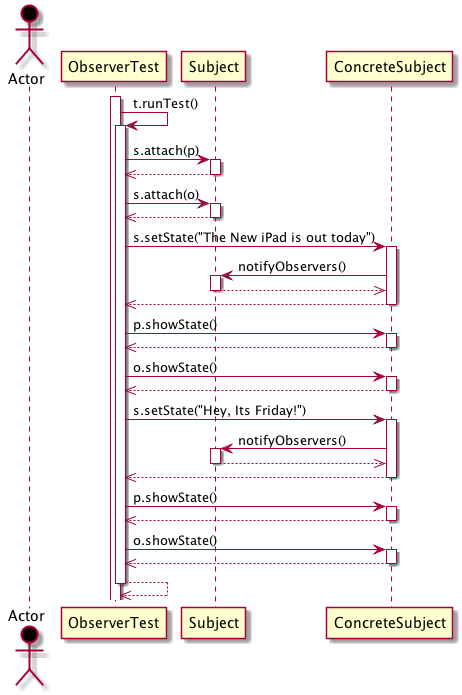 Actor
ObserverTest
Subject
ConcreteSubject
t.runTest()
s.attach(p)
s.attach(o)
s.setState("The New iPad is out today")
notifyObservers()
p.showState()
o.showState()
s.setState("Hey, Its Friday!")
notifyObservers()
p.showState()
o.showState()
Actor
ObserverTest
Subject
ConcreteSubject